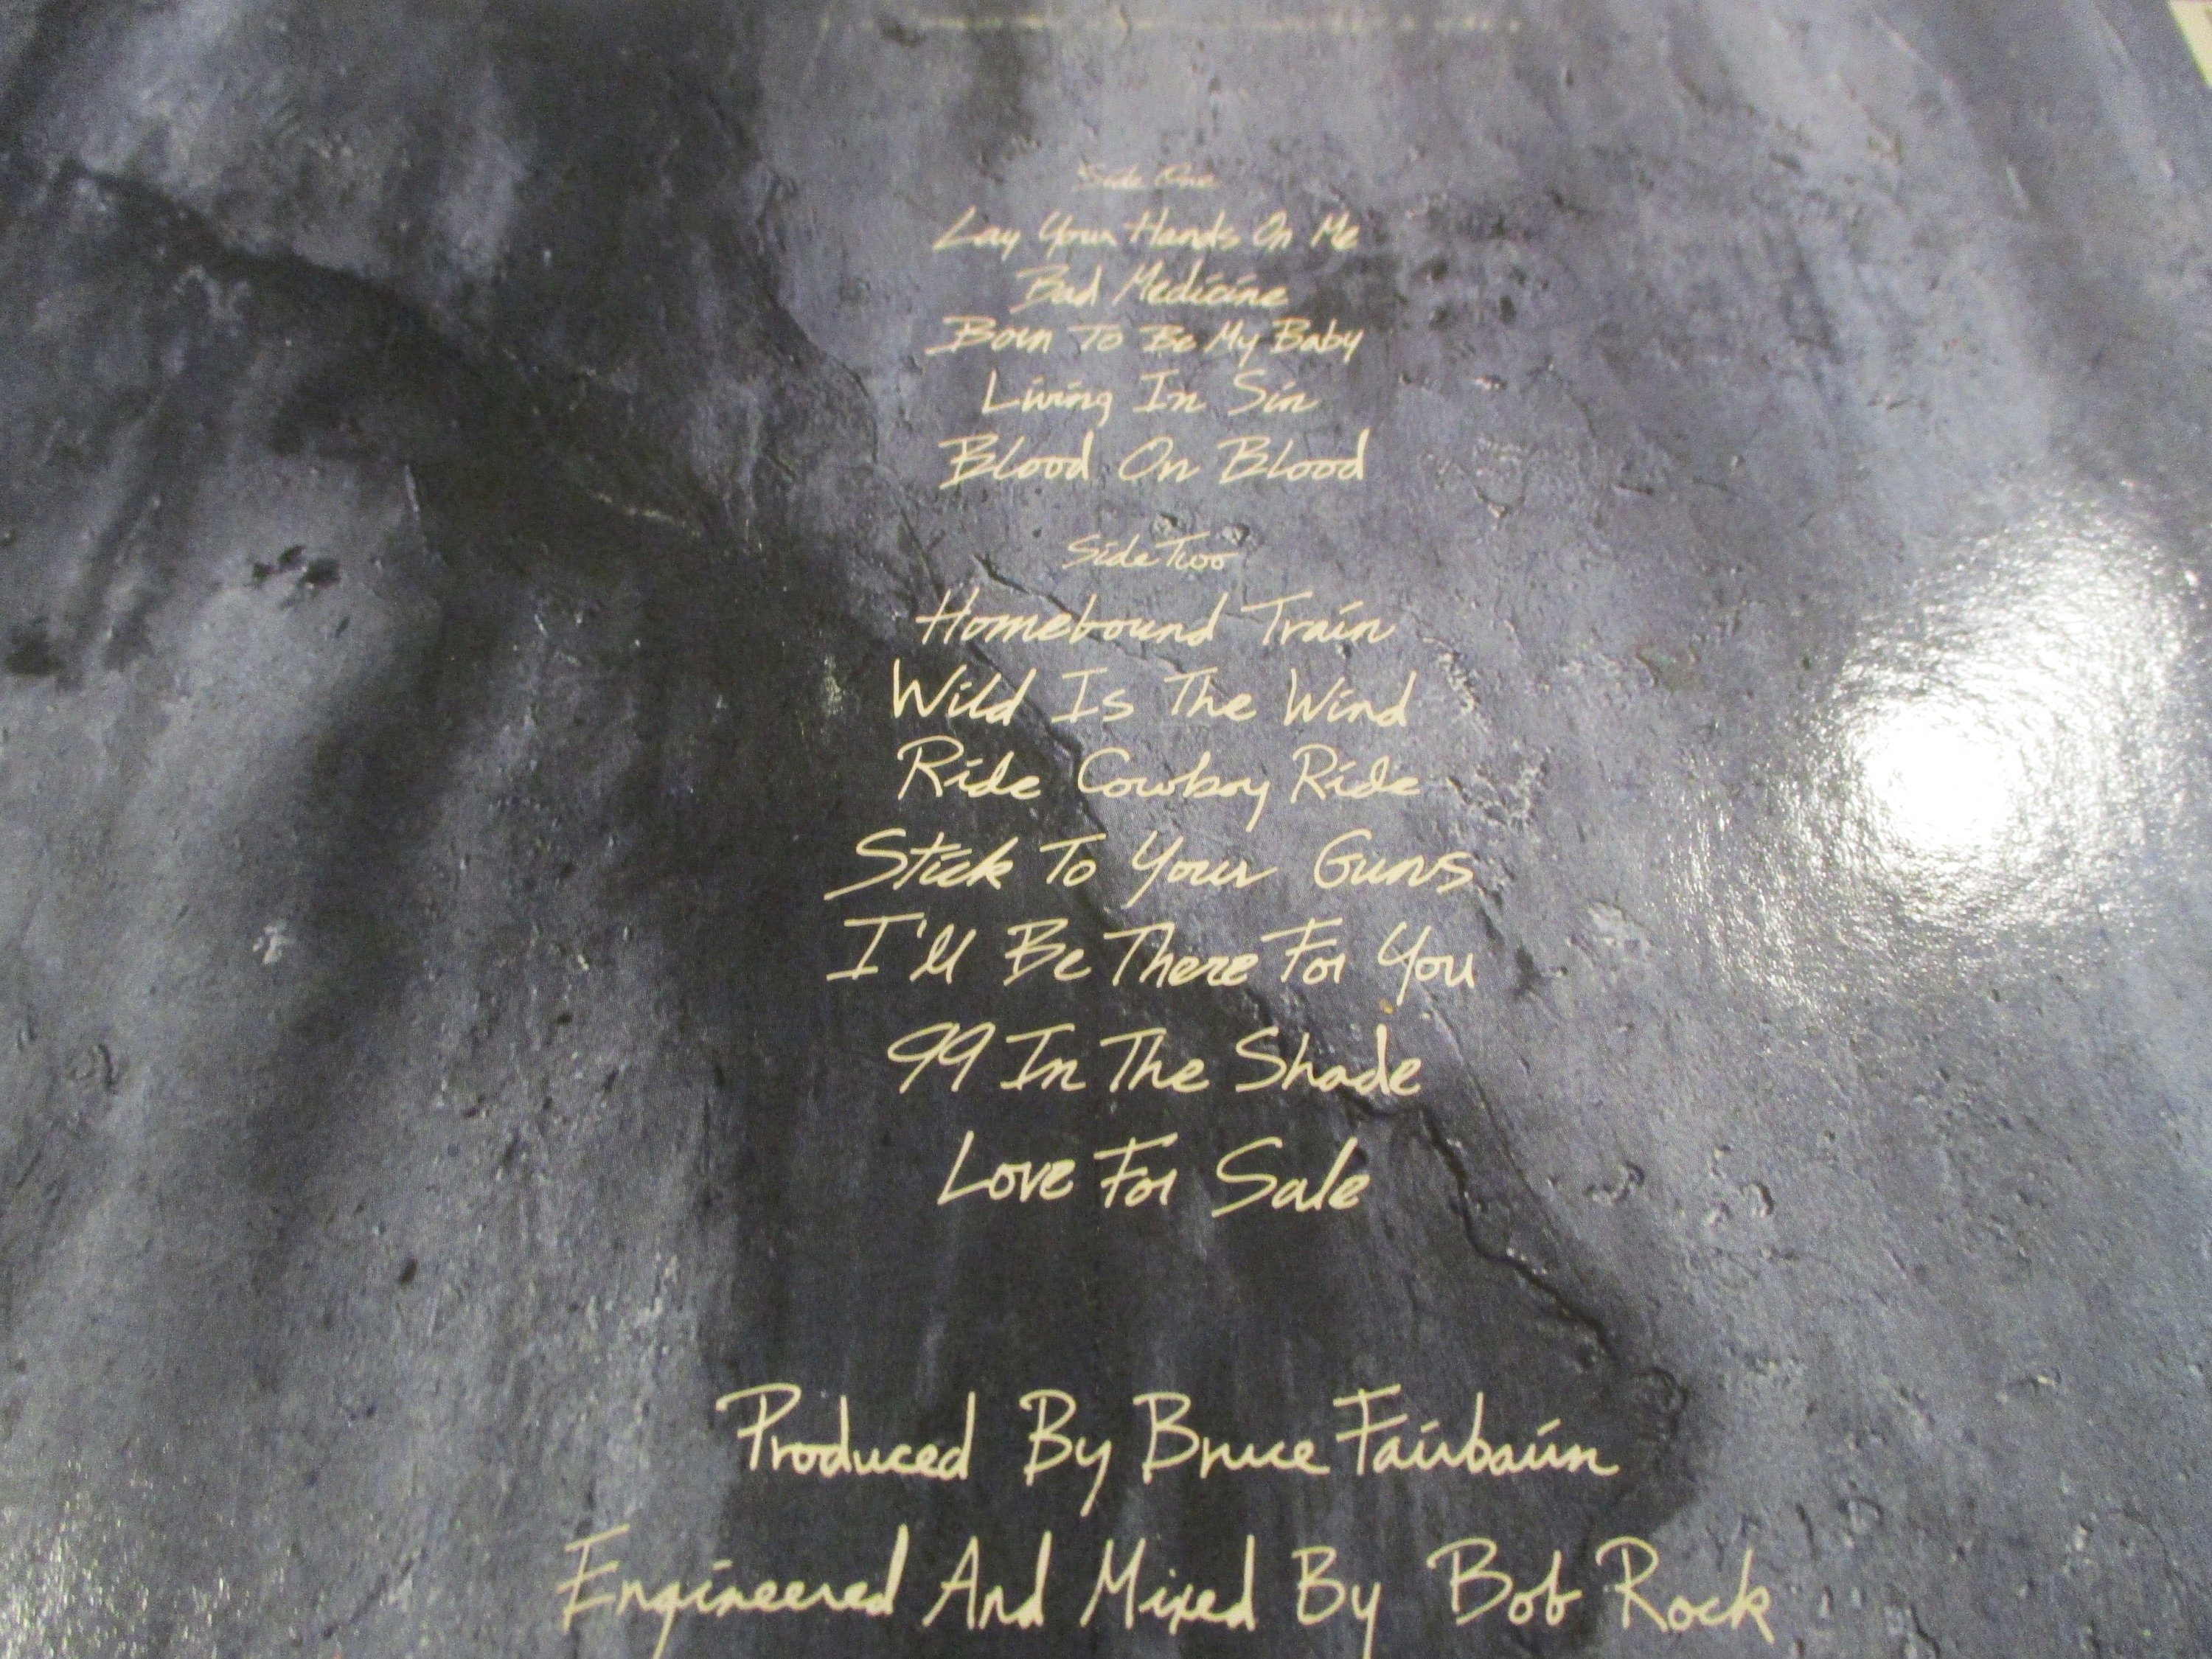 Side One
Lay Your Hands On Me
Bad Medicine
Born To Be My Baby
Living In Sin
Blood On Blood
Side Two
Homebound Train
Wild Is The Wind
Ride Cowboy Ride
Stick To Your Guns
I'll Be There For You
99 In The Shade
Love For Sale
Produced By Bruce Fairbairn
Engineered And Mixed By Bob Rock